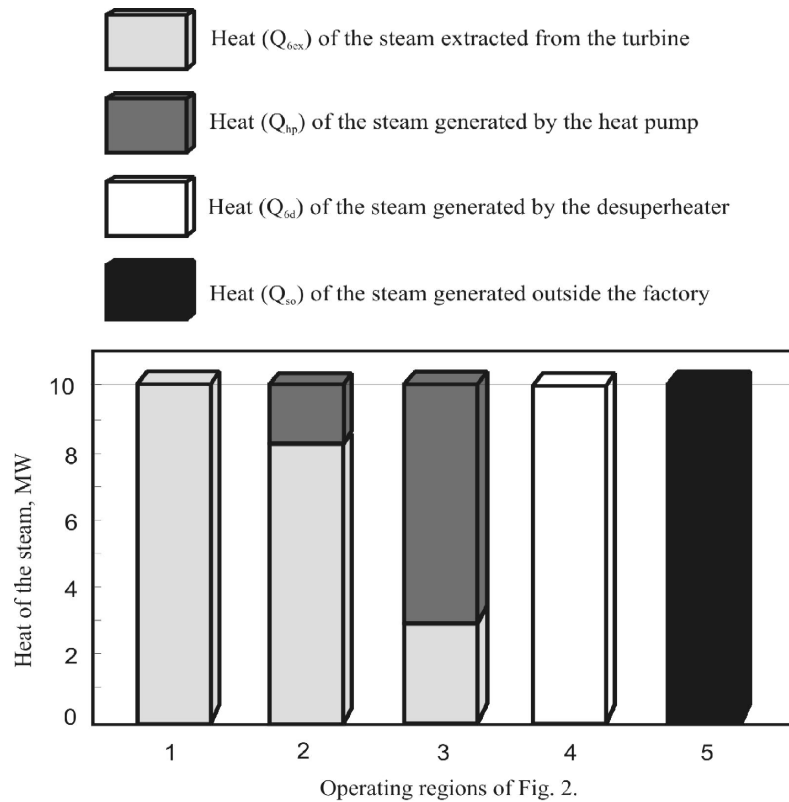 Heat (Q6ex) of the steam extracted from the turbine
Heat (Qhp) of the steam generated by the heat pump
Heat (Q6d) of the steam generated by the desuperheater
Heat (Qso) of the steam generated outside the factory
Heat of the steam, MW
10
8
6
4
2
0
1 2 3 4 5
Operating regions of Fig. 2.